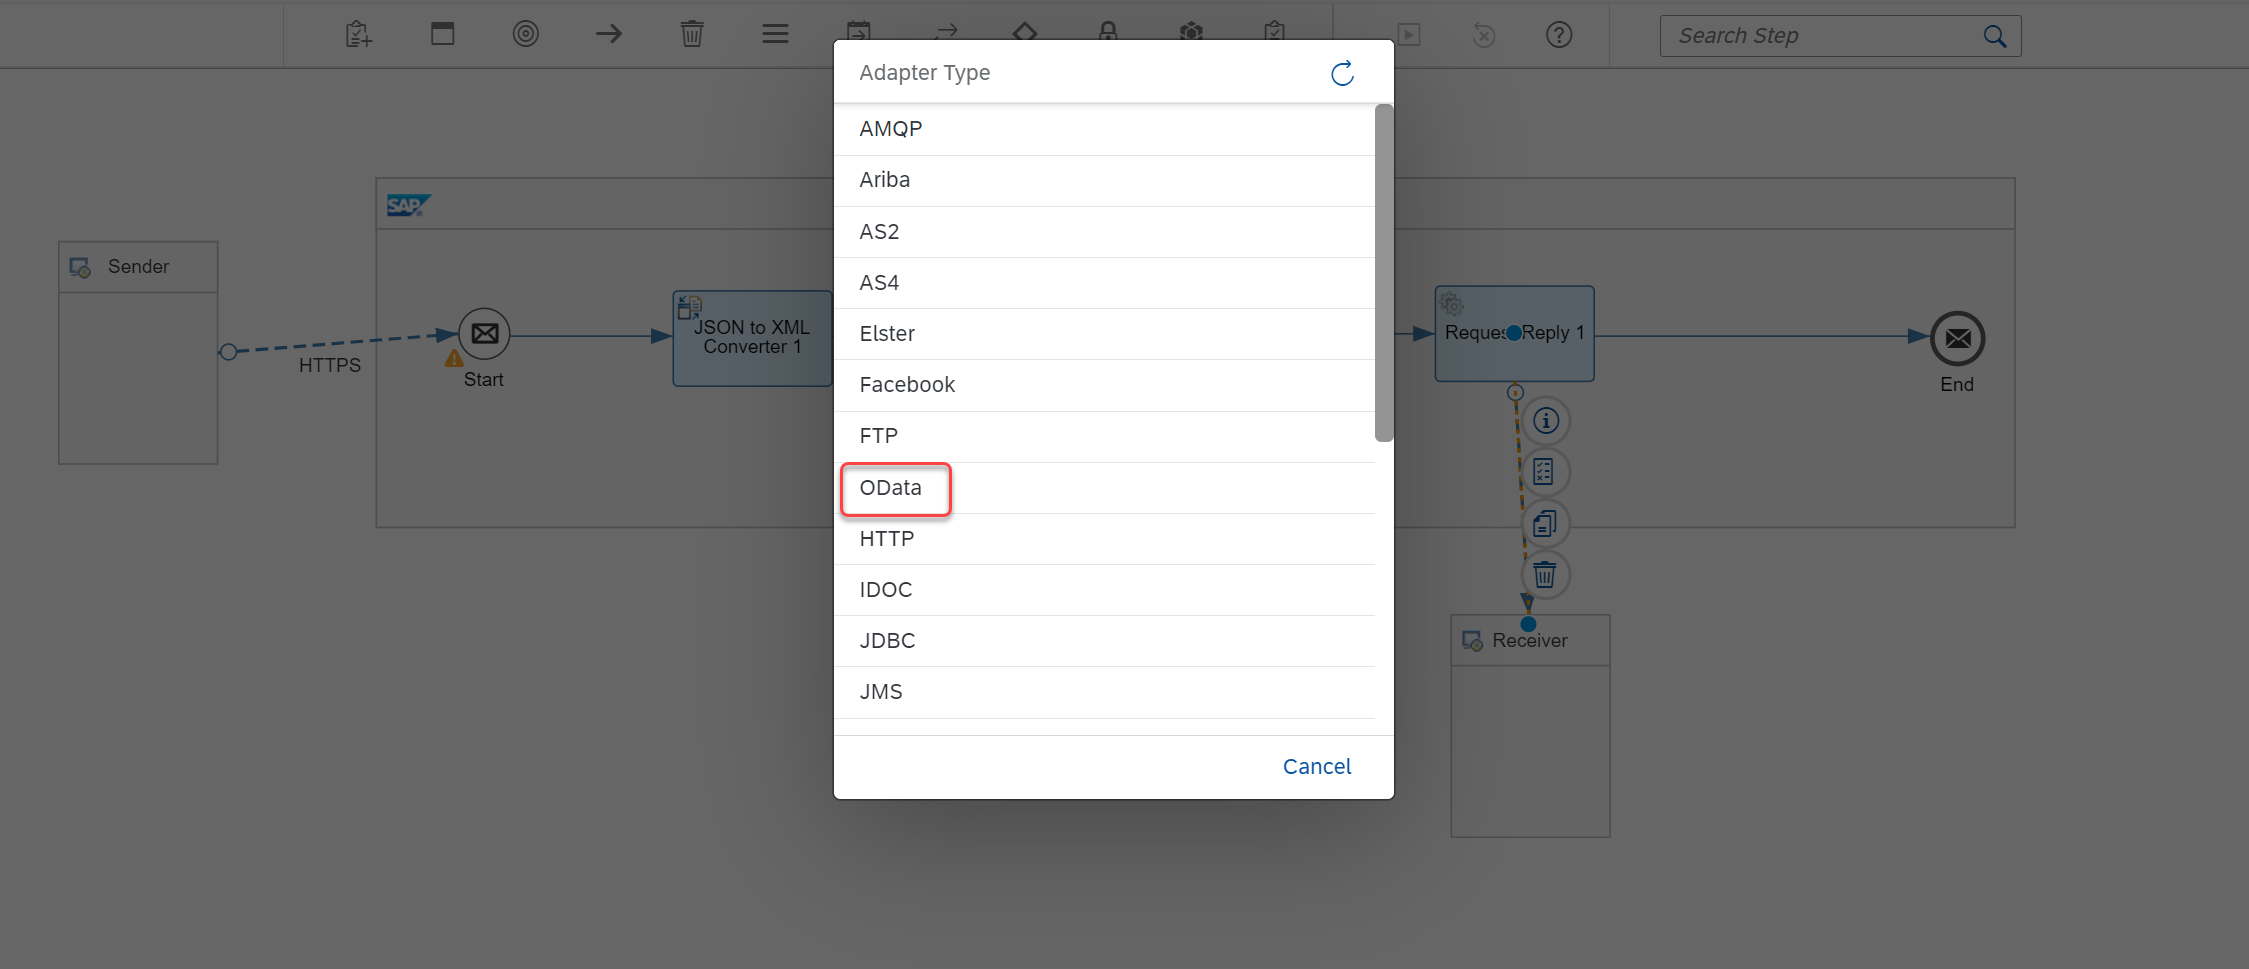 Search Step
Adapter Type
AMQP
Ariba
AS2
AS4
Elster
Facebook
FTP
OData
HTTP
IDOC
JDBC
JMS
Cancel
SAP
Sender
HTTPS
Start
JSON to XML
Converter 1
Reques Reply 1
End
Receiver